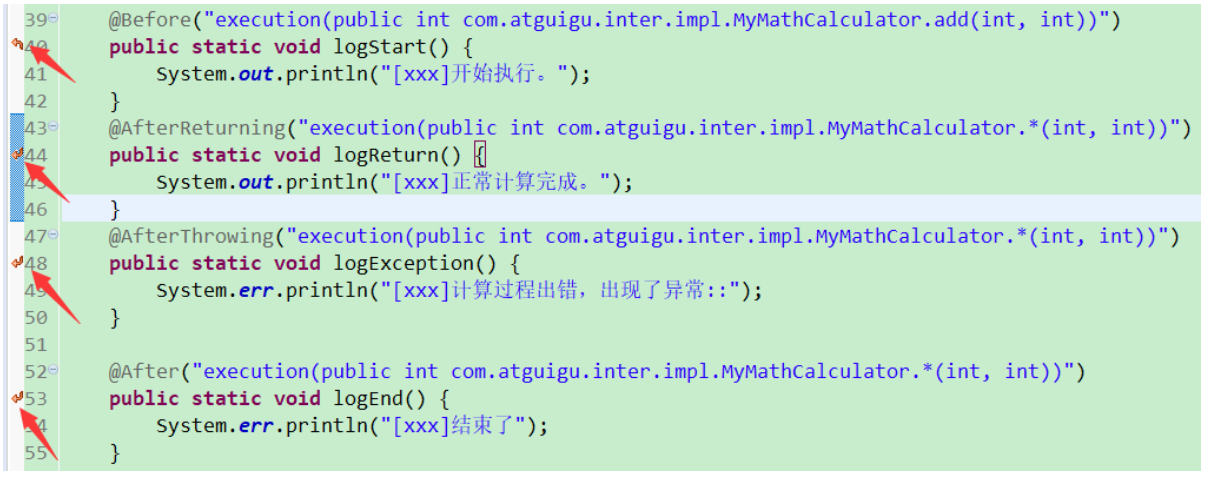 39 @Before("execution(public int com.atguigu.inter.impl.MyMathCalculator.add(int, int))")
40 public static void logStart() {
41 System.out.println("[xxx]开始执行。");
42 }
43 @AfterReturning("execution(public int com.atguigu.inter.impl.MyMathCalculator.*(int, int))")
44 public static void logReturn() {
45 System.out.println("[xxx]正常计算完成。");
46 }
47 @AfterThrowing("execution(public int com.atguigu.inter.impl.MyMathCalculator.*(int, int))")
48 public static void logException() {
49 System.err.println("[xxx]计算过程出错，出现了异常::");
50 }
51
52 @After("execution(public int com.atguigu.inter.impl.MyMathCalculator.*(int, int))")
53 public static void logEnd() {
54 System.err.println("[xxx]结束了");
55 }